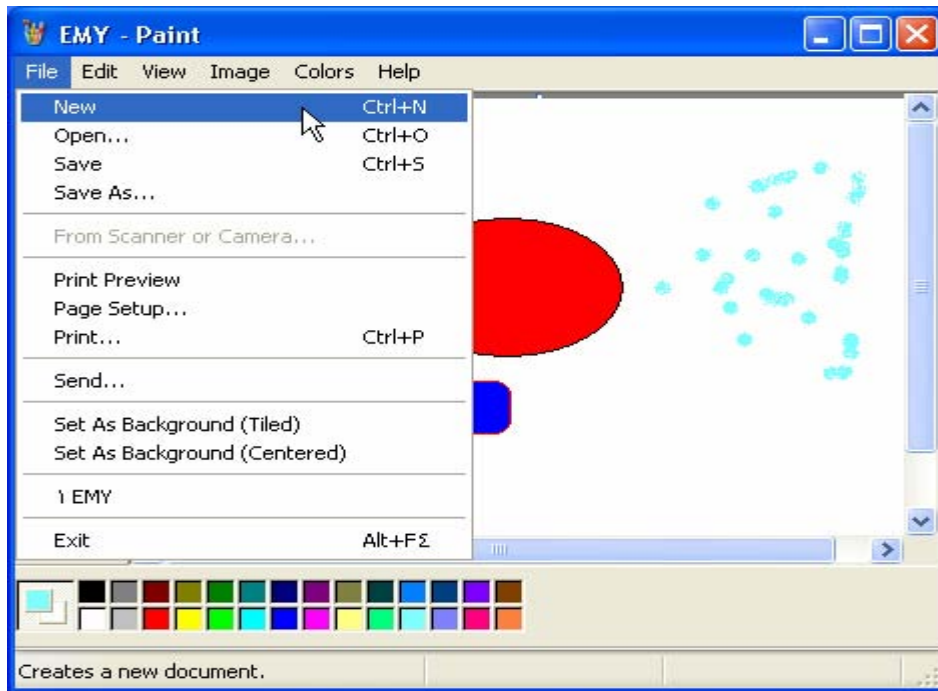 EMY - Paint
File Edit View Image Colors Help
New Ctrl+N
Open... Ctrl+O
Save Ctrl+S
Save As...
From Scanner or Camera...
Print Preview
Page Setup...
Print... Ctrl+P
Send...
Set As Background (Tiled)
Set As Background (Centered)
١ EMY
Exit Alt+F٤
Creates a new document.